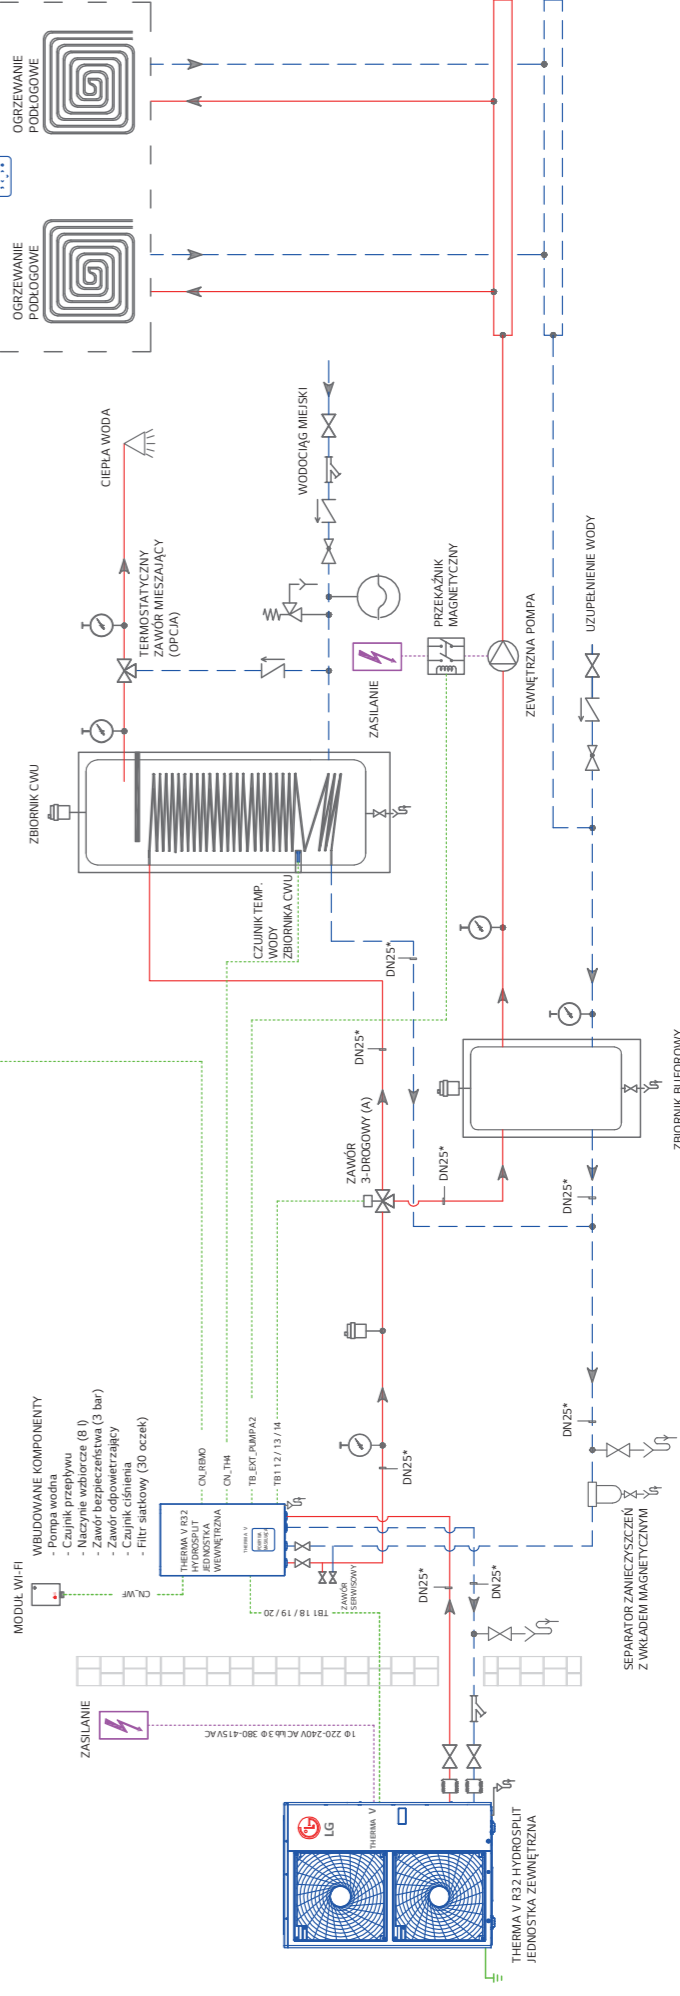 OGRZEWANIE
PODŁOGOWE
OGRZEWANIE
PODŁOGOWE
CIEPŁA WODA
WODOCIĄG MIEJSKI
TERMOSTATYCZNY
ZAWÓR MIESZAJĄCY
(OPCJA)
PRZEKAŹNIK
MAGNETYCZNY
UZUPEŁNIENIE WODY
ZEWNĘTRZNA POMPA
ZASILANIE
ZBIORNIK CWU
CZUJNIK TEMP.
WODY
ZBIORNIKA CWU
DN25*
DN25*
ZAWÓR
3-DROGOWY (A)
DN25*
DN25*
ZBIORNIK BUFOROWY
MODUŁ WI-FI
WBUDOWANE KOMPONENTY
- Pompa wodna
- Czujnik przepływu
- Naczynie wzbiorcze (8 l)
- Zawór bezpieczeństwa (3 bar)
- Zawór odpowietrzający
- Czujnik ciśnienia
- Filtr siatkowy (30 oczek)
CN_REMO
CN_TH4
TB_EXT_PUMPA2
TB1 12 / 13 / 14
CN_WF
THERMA V R32
HYDROSPLIT
JEDNOSTKA
WEWNĘTRZNA
THERMA V
DN25*
DN25*
ZAWÓR
SERWISOWY
TB1 18 / 19 / 20
DN25*
DN25*
SEPARATOR ZANIECZYSZCZEŃ
Z WKŁADEM MAGNETYCZNYM
ZASILANIE
1Φ 220-240V AC lub 3 Φ 380-415V AC
LG
THERMA V
THERMA V R32 HYDROSPLIT
JEDNOSTKA ZEWNĘTRZNA